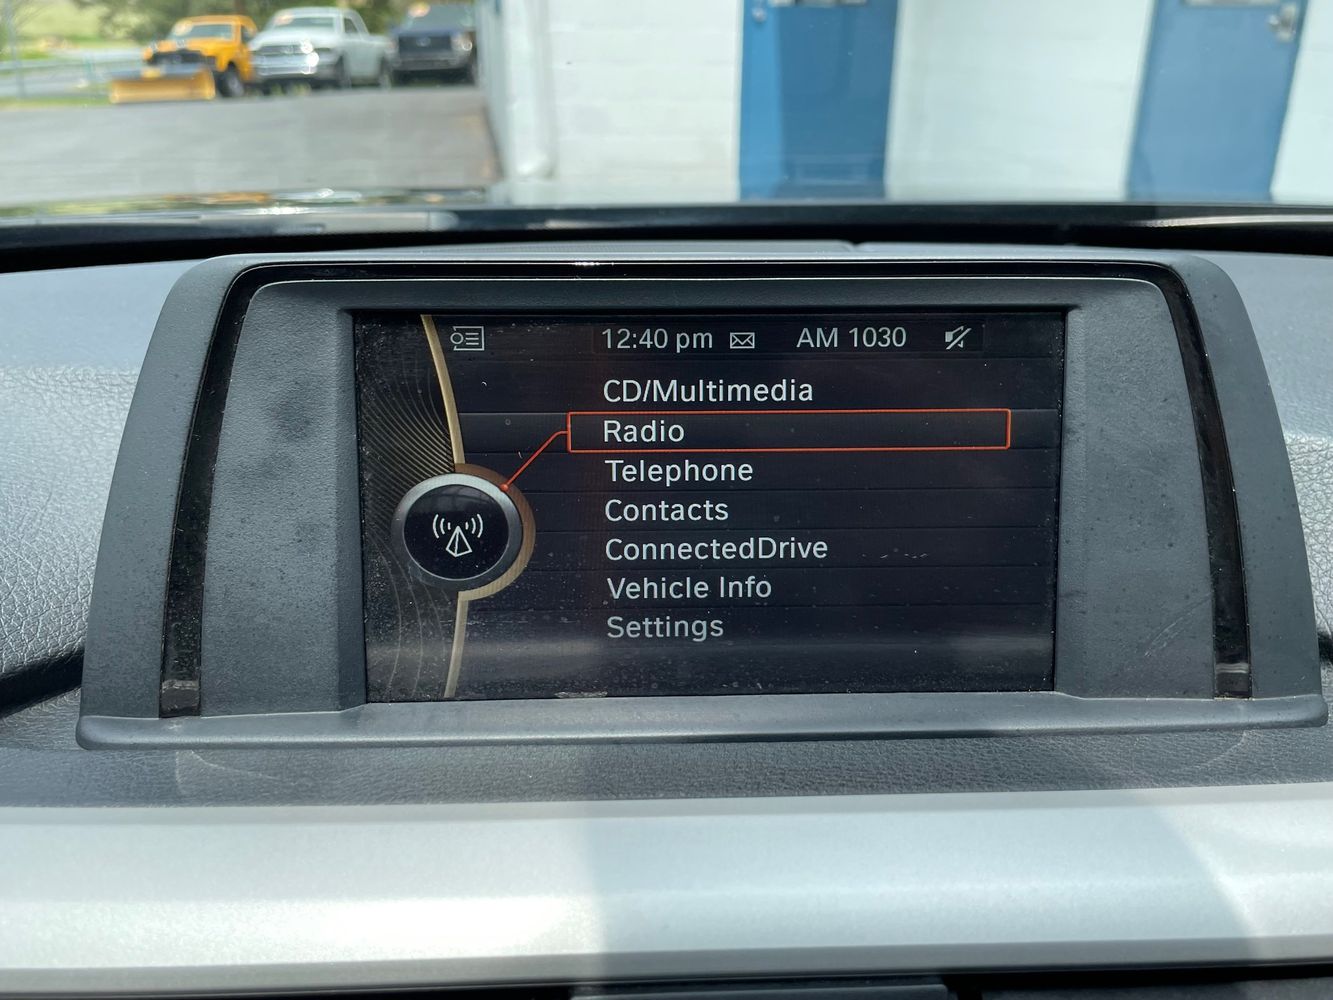 12:40 pm AM 1030
CD/Multimedia
Radio
Telephone
Contacts
ConnectedDrive
Vehicle Info
Settings